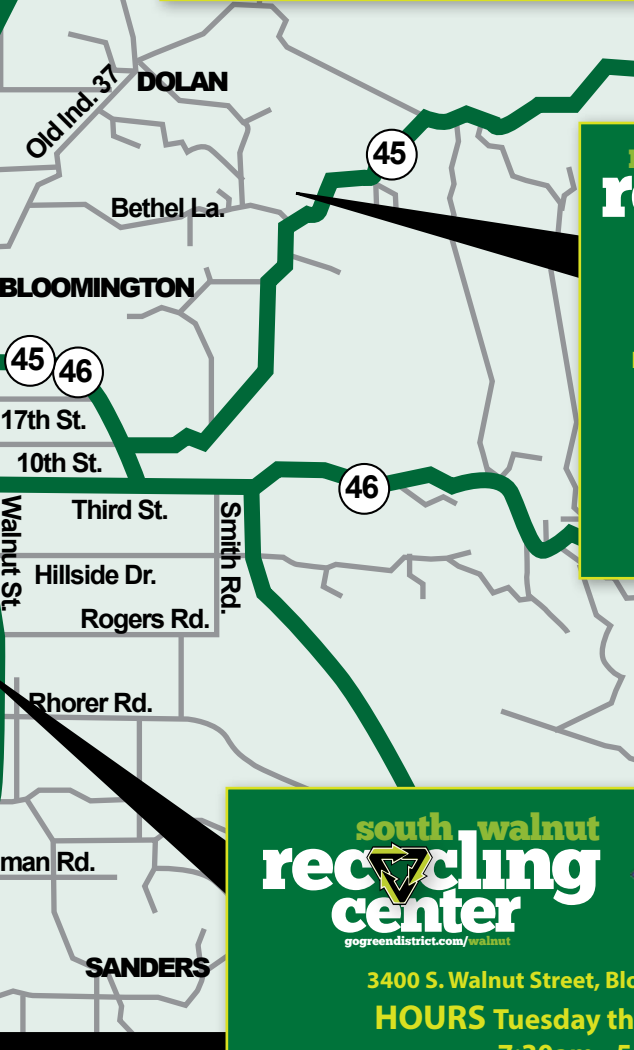 DOLAN
Old Ind. 37
45
Bethel La.
BLOOMINGTON
45
46
17th St.
10th St.
46
Walnut St.
Third St.
Smith Rd.
Hillside Dr.
Rogers Rd.
Rhorer Rd.
man Rd.
SANDERS
south walnut
recycling
center
gogreendistrict.com/walnut
3400 S. Walnut Street, Blo
HOURS Tuesday th